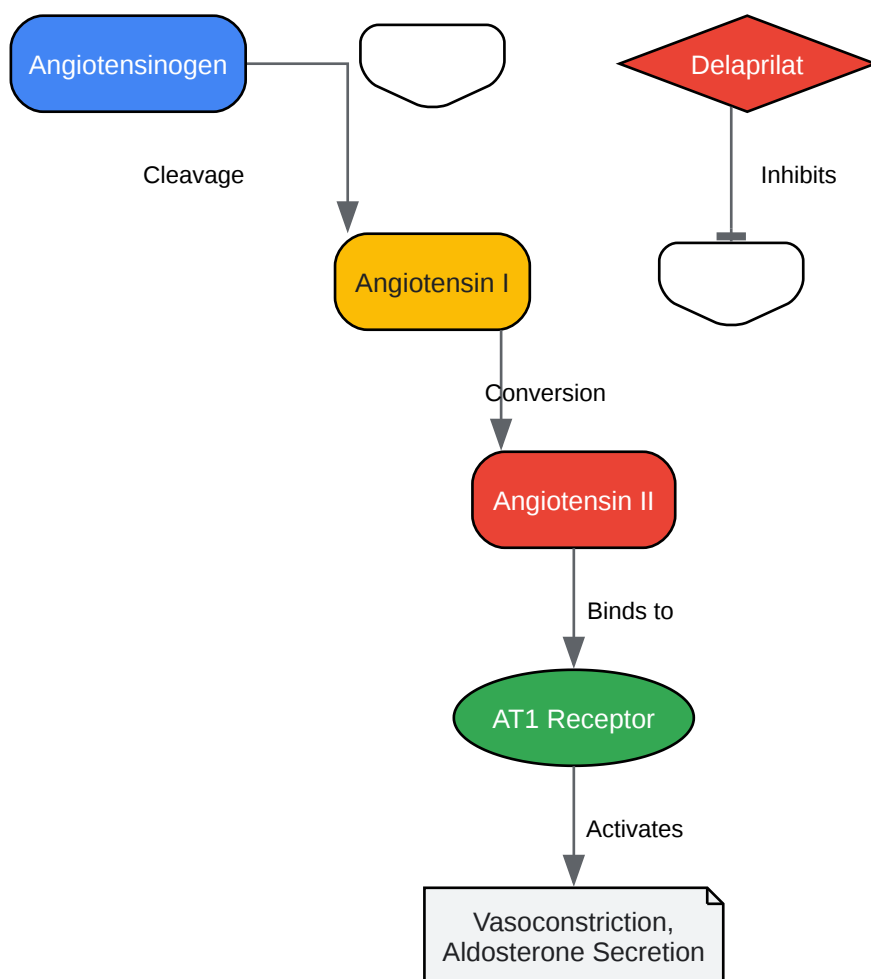 Angiotensinogen
Delaprilat
Cleavage
Inhibits
Angiotensin I
Conversion
Angiotensin II
Binds to
AT1 Receptor
Activates
Vasoconstriction,
Aldosterone Secretion